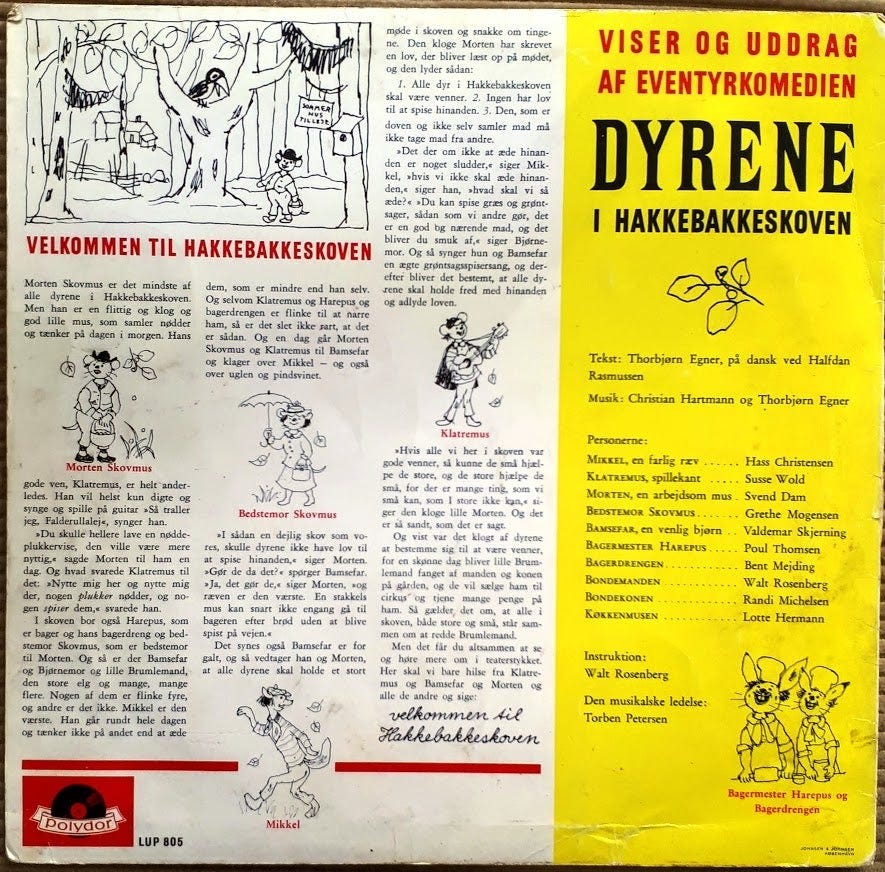 SOMMER
HUS
TILLEJE
VELKOMMEN TIL HAKKEBAKKESKOVEN
Morten Skovmus er det mindste af
alle dyrene i Hakkebakkeskoven.
Men han er en flittig og klog og
god lille mus, som samler nødder
og tænker på dagen i morgen. Hans
Morten Skovmus
gode ven, Klatremus, er helt ander-
ledes. Han vil helst kun digte og
synge og spille på guitar »Så traller
jeg, Falderullalej«, synger han.
»Du skulle hellere lave en nødde-
plukkervise, den ville være mere
nyttig,« sagde Morten til ham en
dag. Og hvad svarede Klatremus til
det: »Nytte mig her og nytte mig
der, nogen plukker nødder, og no-
gen spiser dem,« svarede han.
I skoven bor også Harepus, som
er bager og hans bagerdreng og bed-
stemor Skovmus, som er bedstemor
til Morten. Og så er der Bamsefar
og Bjørnemor og lille Brumlemand,
den store elg og mange, mange
flere. Nogen af dem er flinke fyre,
og andre er det ikke. Mikkel er den
værste. Han går rundt hele dagen
og tænker ikke på andet end at æde
dem, som er mindre end han selv.
Og selvom Klatremus og Harepus og
bagerdrengen er flinke til at narre
ham, så er det slet ikke rart, at det
er sådan. Og en dag går Morten
Skovmus og Klatremus til Bamsefar
og klager over Mikkel – og også
over uglen og pindsvinet.
Bedstemor Skovmus
»I sådan en dejlig skov som vo-
res, skulle dyrene ikke have lov til
at spise hinanden,« siger Morten.
»Gør de da det?« spørger Bamsefar.
»Ja, det gør de,« siger Morten, »og
ræven er den værste. En stakkels
mus kan snart ikke engang gå til
bageren efter brød uden at blive
spist på vejen.«
Det synes også Bamsefar er for
galt, og så vedtager han og Morten,
at alle dyrene skal holde et stort
Mikkel
møde i skoven og snakke om tinge-
ne. Den kloge Morten har skrevet
en lov, der bliver læst op på mødet,
og den lyder sådan:
1. Alle dyr i Hakkebakkeskoven
skal være venner. 2. Ingen har lov
til at spise hinanden. 3. Den, som er
doven og ikke selv samler mad må
ikke tage mad fra andre.
»Det der om ikke at æde hinan-
den er noget sludder,« siger Mik-
kel, »hvis vi ikke skal æde hinan-
den,« siger han, »hvad skal vi så
æde?« »Du kan spise græs og grønt-
sager, sådan som vi andre gør, det
er en god bg nærende mad, og det
bliver du smuk af,« siger Bjørne-
mor. Og så synger hun og Bamsefar
en ægte grøntsagsspisersang, og der-
efter bliver det bestemt, at alle dy-
rene skal holde fred med hinanden
og adlyde loven.
Klatremus
»Hvis alle vi her i skoven var
gode venner, så kunne de små hjæl-
pe de store, og de store hjælpe de
små, for der er mange ting, som vi
små kan, som I store ikke kan,« si-
ger den kloge lille Morten. Og det
er så sandt, som det er sagt.
Og vist var det klogt af dyrene
at bestemme sig til at være venner,
for en skønne dag bliver lille Brum-
lemand fanget af manden og konen
på gården, og de vil sælge ham til
cirkus og tjene mange penge på
ham. Så gælder det om, at alle i
skoven, både store og små, står sam-
men om at redde Brumlemand.
Men det får du altsammen at se
og høre mere om i teaterstykket.
Her skal vi bare hilse fra Klatre-
mus og Bamsefar og Morten og
alle de andre og sige:
velkommen til
Hakkebakkeskoven
polydor
LUP 805
VISER OG UDDRAG
AF EVENTYRKOMEDIEN
DYRENE
I HAKKEBAKKESKOVEN
Tekst: Thorbjørn Egner, på dansk ved Halfdan
Rasmussen
Musik: Christian Hartmann og Thorbjørn Egner
Personerne:
MIKKEL, en farlig ræv ...... Hass Christensen
KLATREMUS, spillekant ..... Susse Wold
MORTEN, en arbejdsom mus . Svend Dam
BEDSTEMOR SKOVMUS ....... Grethe Mogensen
BAMSEFAR, en venlig bjørn .. Valdemar Skjerning
BAGERMESTER HAREPUS .... Poul Thomsen
BAGERDRENGEN ............ Bent Mejding
BONDEMANDEN ............ Walt Rosenberg
BONDEKONEN .............. Randi Michelsen
KØKKENMUSEN ............. Lotte Hermann
Instruktion:
Walt Rosenberg
Den musikalske ledelse:
Torben Petersen
Bagermester Harepus og
Bagerdrengen
JOHNSEN & JOHNSEN
KØBENHAVN